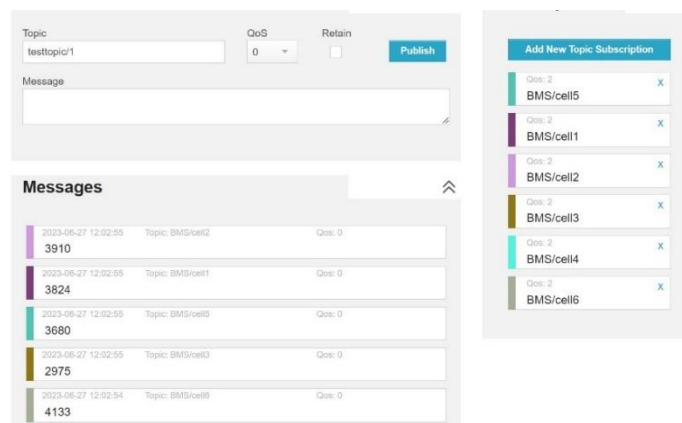 Topic
QoS
Retain
testtopic/1
0
Publish
Message
Messages
2023-06-27 12:02:55 Topic: BMS/cell2 Qos: 0
3910
2023-06-27 12:02:55 Topic: BMS/cell1 Qos: 0
3824
2023-06-27 12:02:55 Topic: BMS/cell5 Qos: 0
3680
2023-06-27 12:02:55 Topic: BMS/cell3 Qos: 0
2975
2023-06-27 12:02:54 Topic: BMS/cell6 Qos: 0
4133
Add New Topic Subscription
Qos: 2
x
BMS/cell5
Qos: 2
x
BMS/cell1
Qos: 2
x
BMS/cell2
Qos: 2
x
BMS/cell3
Qos: 2
x
BMS/cell4
Qos: 2
x
BMS/cell6